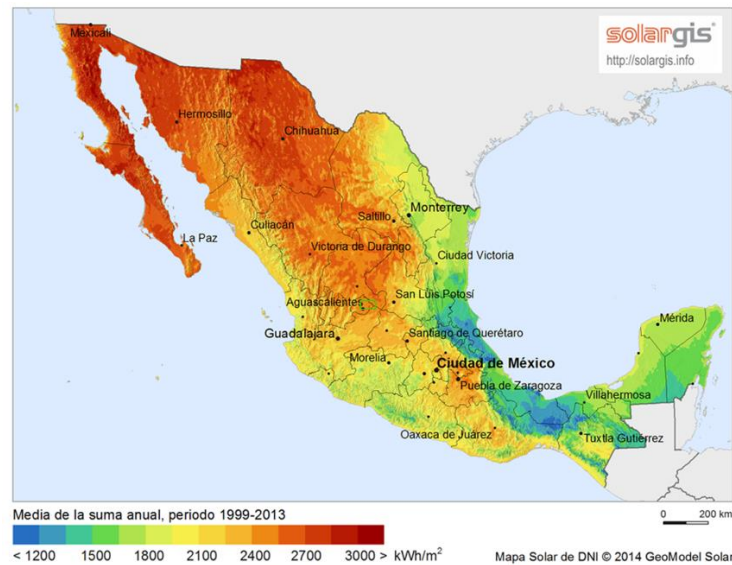 solargis
http://solargis.info
Mexicali
Hermosillo
Chihuahua
Monterrey
Saltillo
Culiacán
La Paz
Victoria de Durango
Ciudad Victoria
Aguascalientes
San Luis Potosí
Mérida
Guadalajara
Santiago de Querétaro
Morelia
Ciudad de México
Puebla de Zaragoza
Villahermosa
Oaxaca de Juárez
Tuxtla Gutiérrez
Media de la suma anual, periodo 1999-2013
0 200 km
< 1200 1500 1800 2100 2400 2700 3000 > kWh/m²
Mapa Solar de DNI © 2014 GeoModel Solar